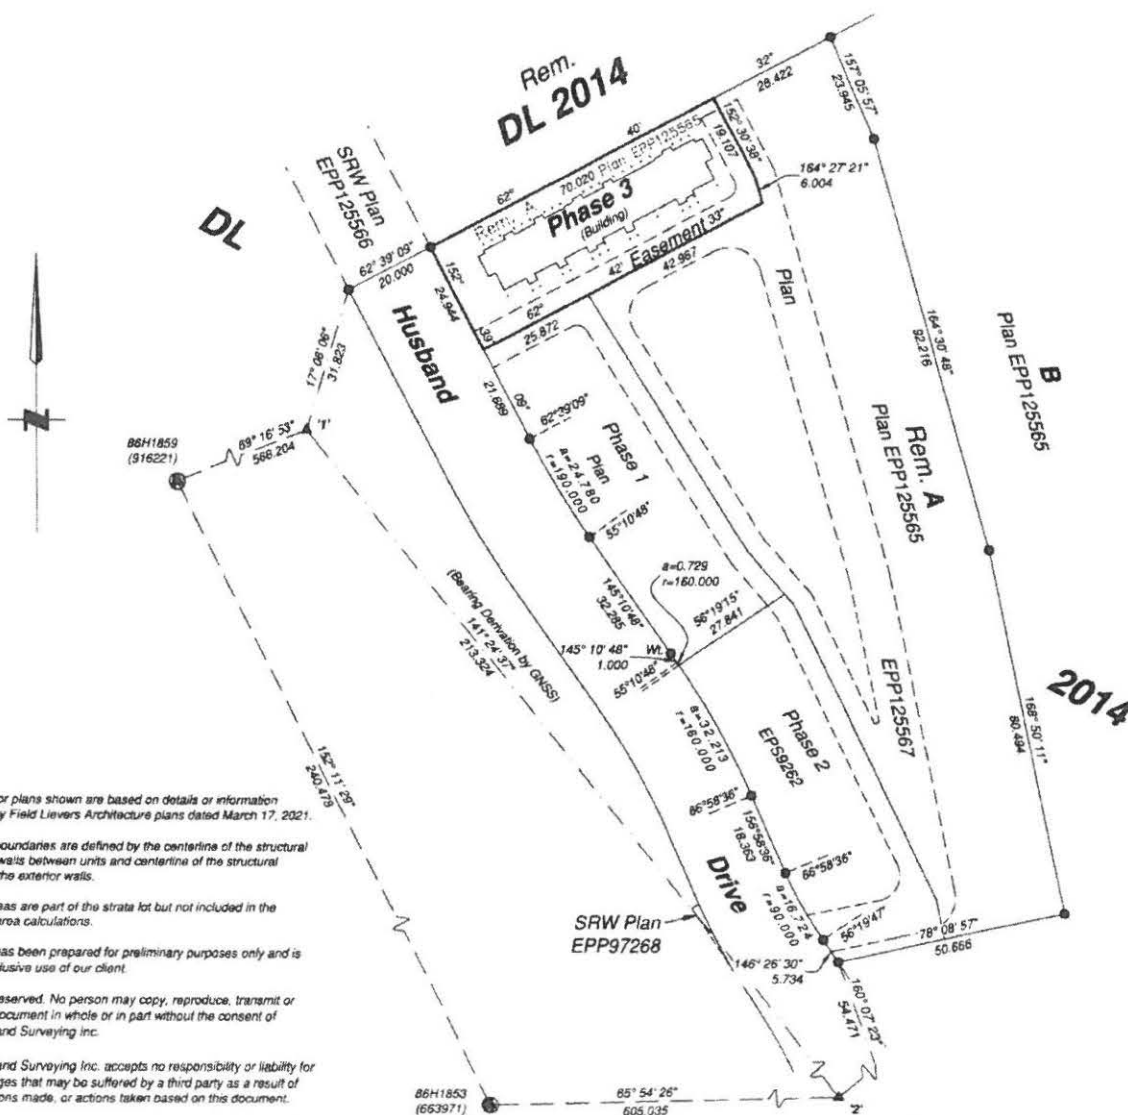 Rem.
DL 2014
32"
28.422
157° 05' 57"
23.945
40'
70.020
Plan EPP125565
Rem. A
62°
Phase 3
(Building)
152° 30' 38"
19.107
164° 27' 21"
6.004
SRW Plan
EPP125566
DL
62° 39' 09"
20.000
152°
24.944
39'
62°
42'
Easement
33"
42.967
25.872
Plan
Husband
17° 06' 06"
31.823
'1'
69° 16' 53"
568.204
86H1859
(916221)
21.689
09"
62°39'09"
Phase 1
Plan
a=24.780
r=190.000
55°10'48"
164° 30' 48"
92.216
B
Plan EPP125565
Rem. A
Plan EPP125565
(Bearing Derivation by GNSS)
141° 24' 37"
213.324
145°10'48"
32.285
a=0.729
r=160.000
56°19'15"
27.841
Wt.
145° 10' 48"
1.000
55°10'48"
a=32.213
r=160.000
Phase 2
EPS9262
EPP125567
2014
168° 50' 11"
80.494
152° 11' 29"
240.478
66°58'36"
156°58'36"
18.363
66°58'36"
Drive
a=16.724
r=90.000
56°19'47"
SRW Plan
EPP97268
146° 26' 30"
5.734
78° 08' 57"
50.666
160° 07' 23"
54.471
'2'
86H1853
(663971)
65° 54' 26"
605.035
or plans shown are based on details or information
y Field Lievers Architecture plans dated March 17, 2021.
oundaries are defined by the centerline of the structural
walls between units and centerline of the structural
the exterior walls.
as are part of the strata lot but not included in the
area calculations.
as been prepared for preliminary purposes only and is
lusive use of our client.
eserved. No person may copy, reproduce, transmit or
ocument in whole or in part without the consent of
and Surveying Inc.
nd Surveying Inc. accepts no responsibility or liability for
ges that may be suffered by a third party as a result of
ons made, or actions taken based on this document.